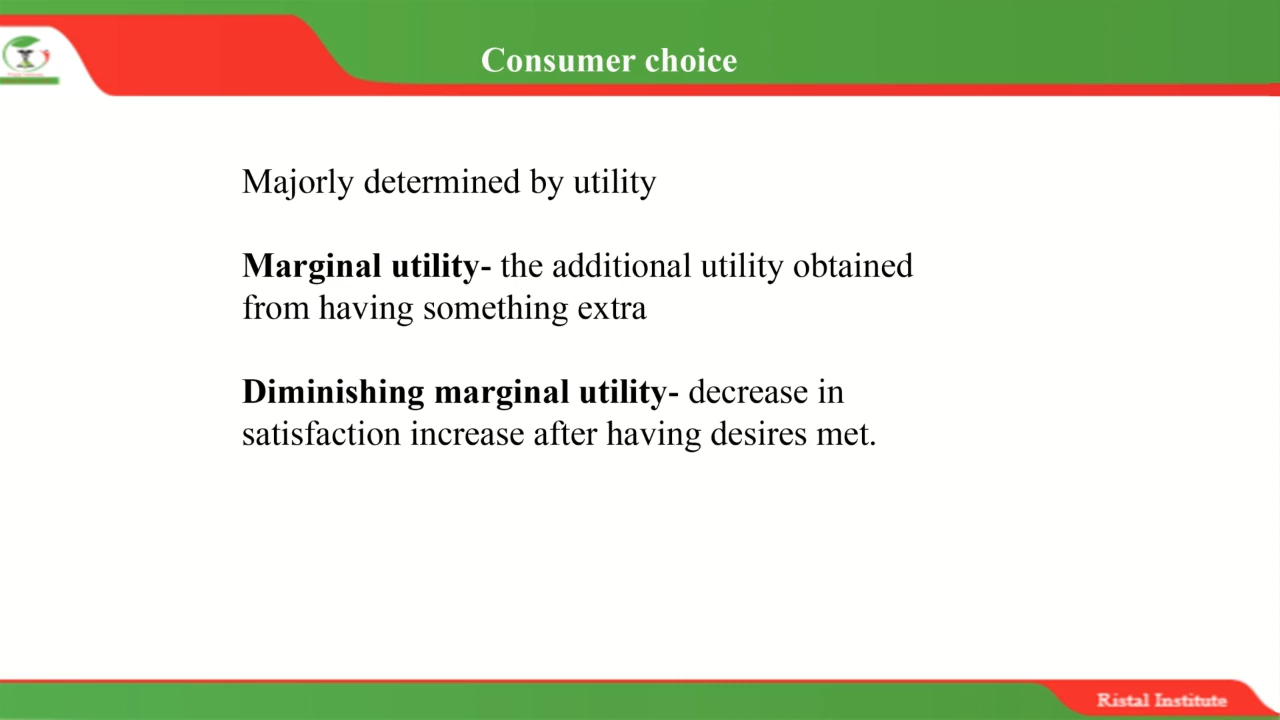 Consumer choice
Majorly determined by utility
Marginal utility- the additional utility obtained
from having something extra
Diminishing marginal utility- decrease in
satisfaction increase after having desires met.
Ristal Institute